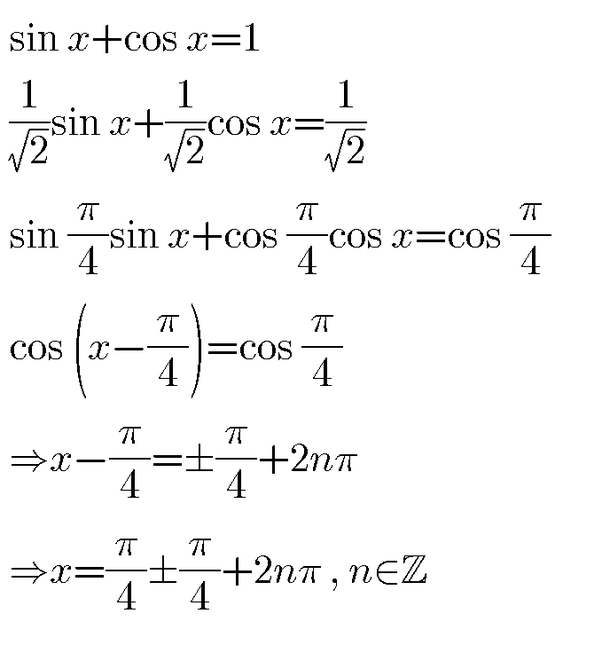 sin x+cos x=1
1/√2 sin x+1/√2 cos x=1/√2
sin π/4 sin x+cos π/4 cos x=cos π/4
cos (x−π/4)=cos π/4
⇒x−π/4=±π/4+2nπ
⇒x=π/4±π/4+2nπ , n∈ℤ